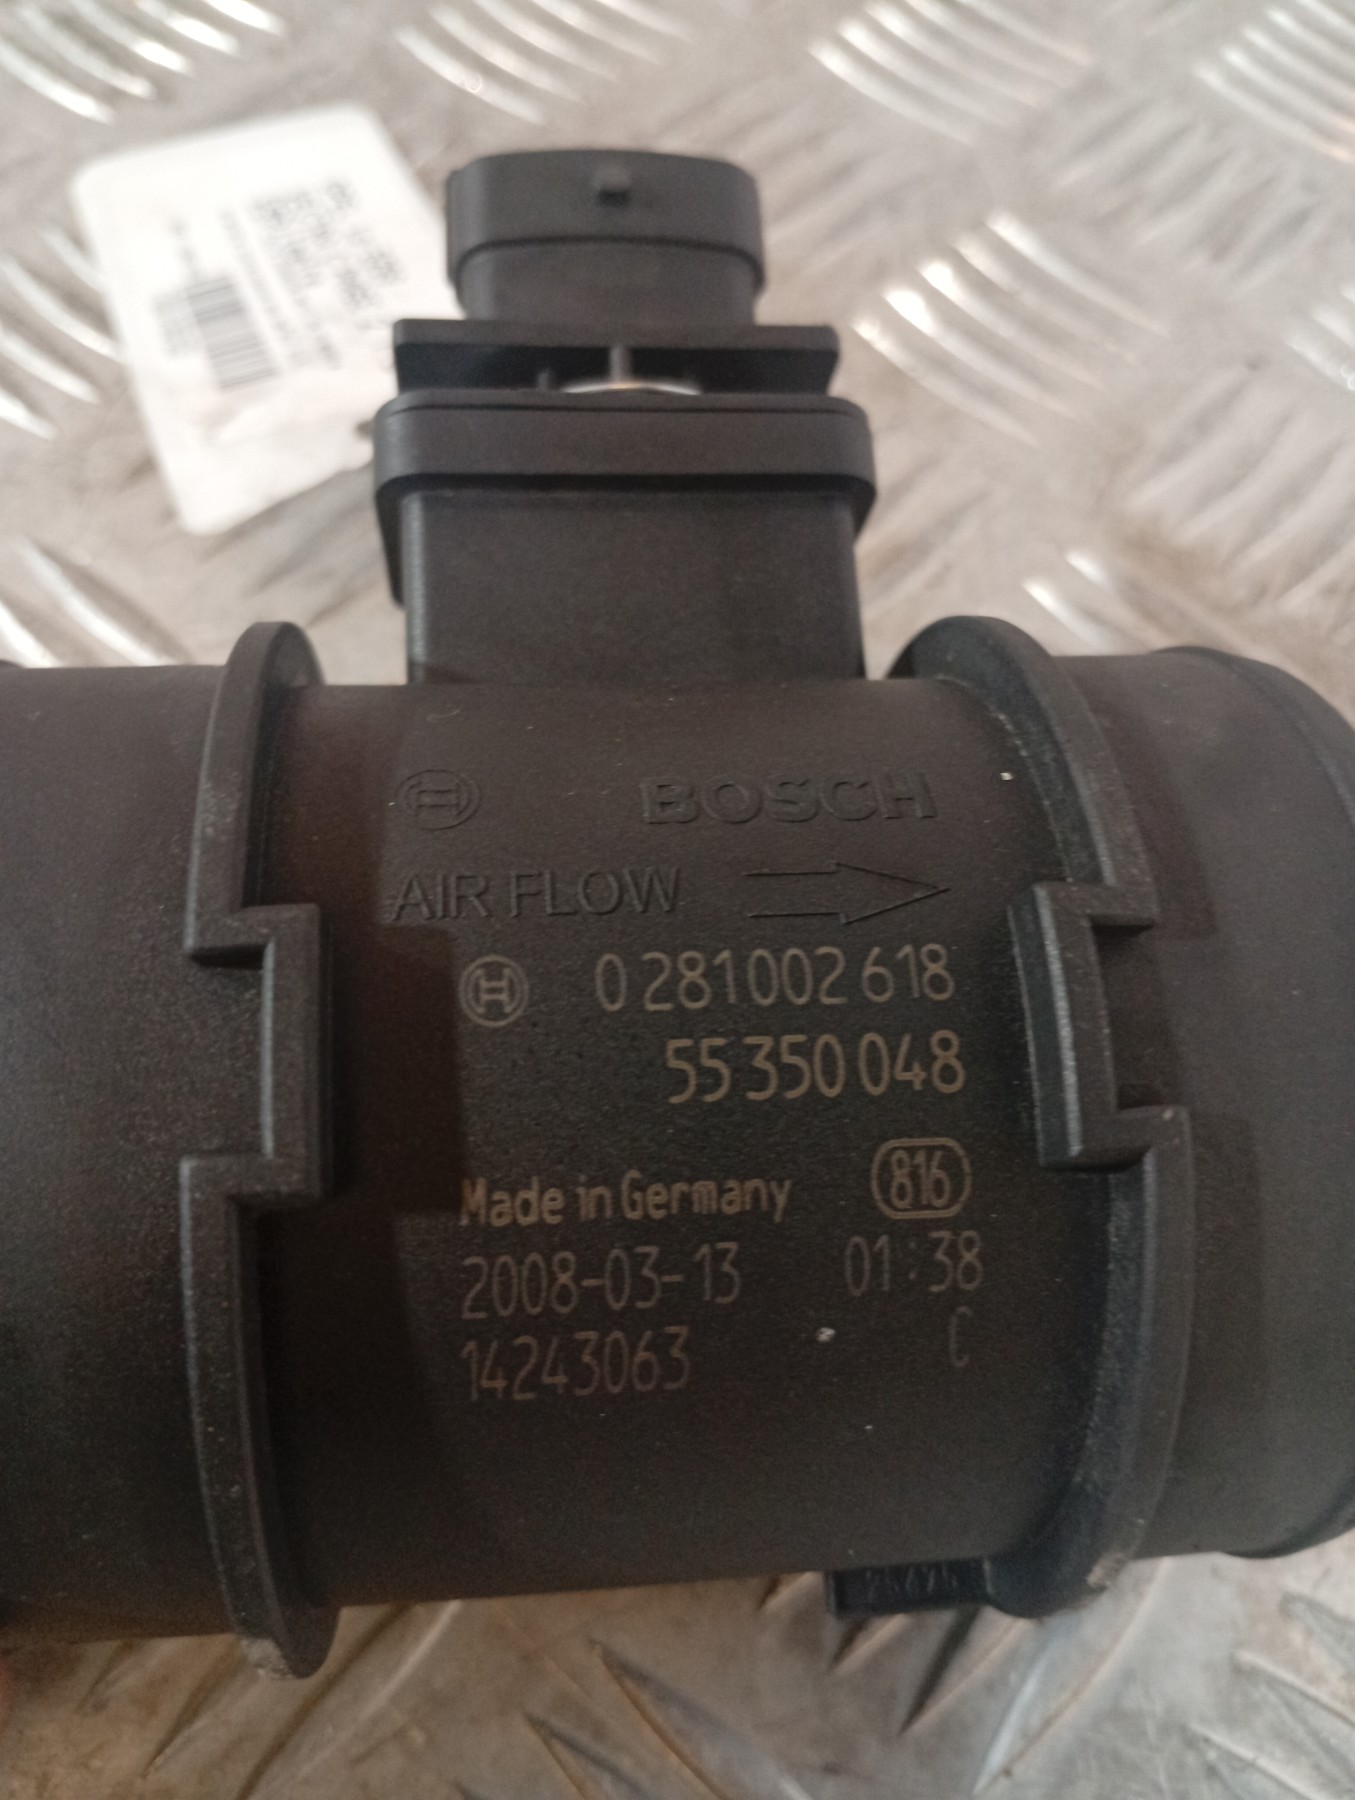 BOSCH
AIR FLOW
0 281 002 618
55 350 048
Made in Germany 816
2008-03-13 01:38
14243063 C